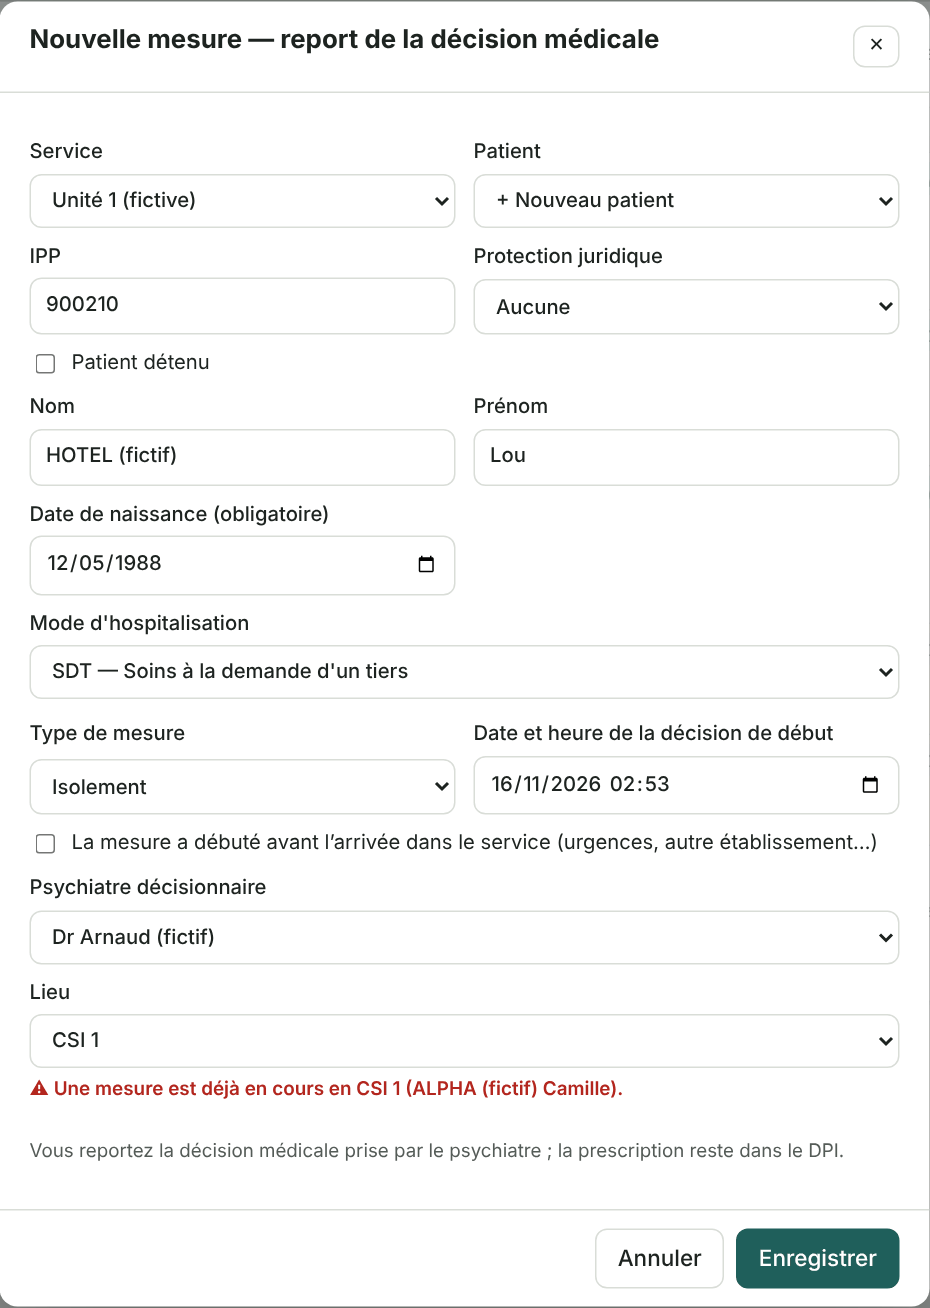 Nouvelle mesure — report de la décision médicale
×
Service
Patient
Unité 1 (fictive)
+ Nouveau patient
IPP
Protection juridique
900210
Aucune
Patient détenu
Nom
Prénom
HOTEL (fictif)
Lou
Date de naissance (obligatoire)
12/05/1988
Mode d'hospitalisation
SDT — Soins à la demande d'un tiers
Type de mesure
Date et heure de la décision de début
Isolement
16/11/2026 02:53
La mesure a débuté avant l’arrivée dans le service (urgences, autre établissement…)
Psychiatre décisionnaire
Dr Arnaud (fictif)
Lieu
CSI 1
⚠ Une mesure est déjà en cours en CSI 1 (ALPHA (fictif) Camille).
Vous reportez la décision médicale prise par le psychiatre ; la prescription reste dans le DPI.
Annuler
Enregistrer